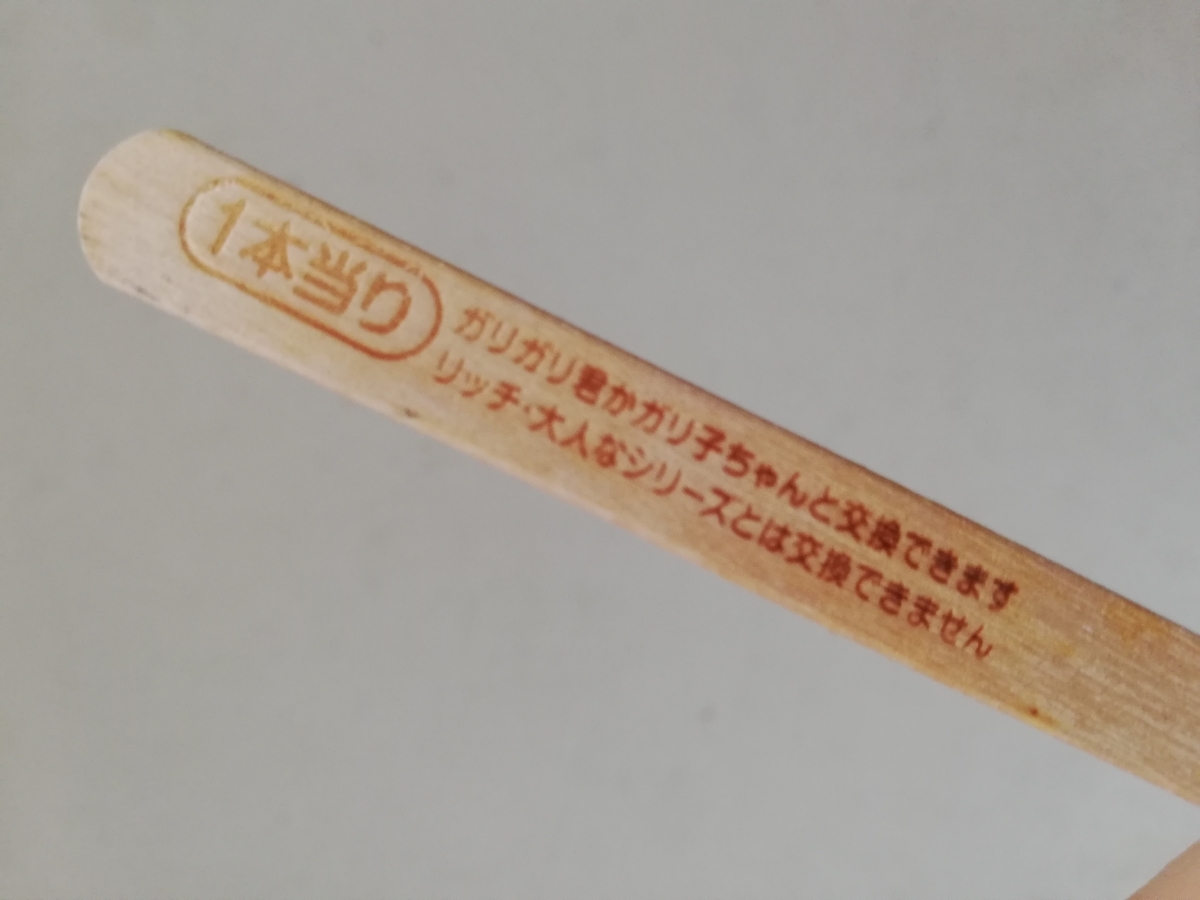 1本当り
ガリガリ君かガリ子ちゃんと交換できます
リッチ・大人なシリーズとは交換できません